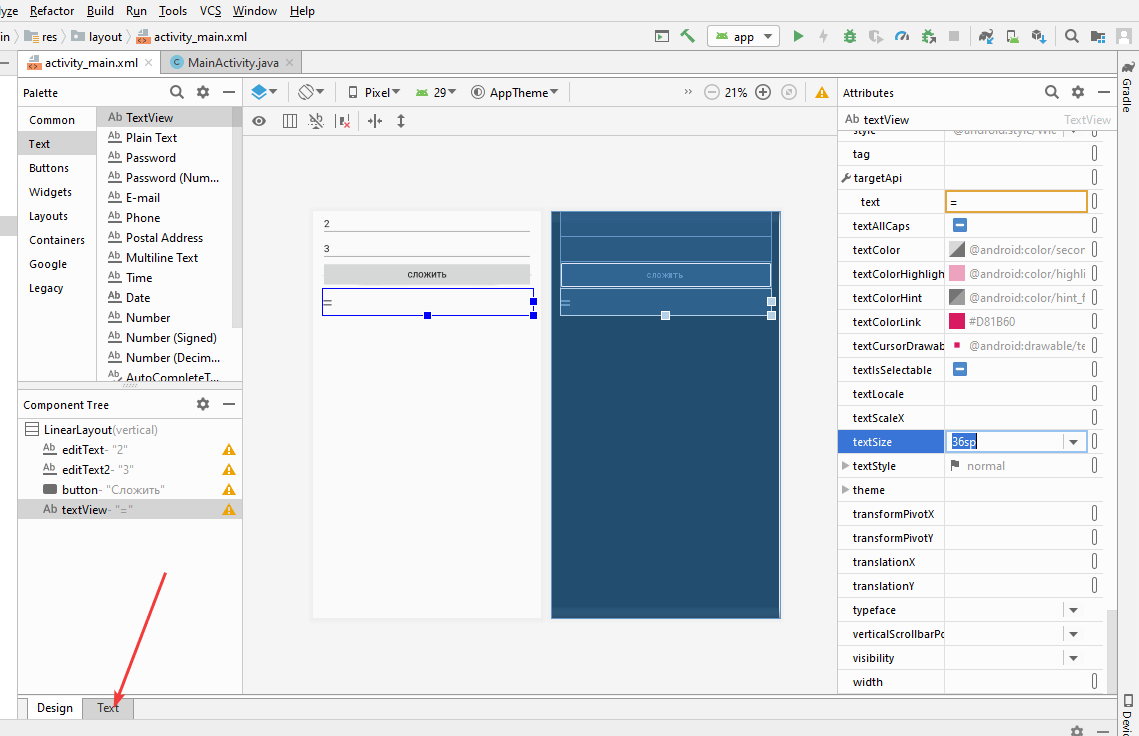 yze Refactor Build Run Tools VCS Window Help
in res layout activity_main.xml app
activity_main.xml MainActivity.java
Palette
Pixel 29 AppTheme 21%
Attributes
Common
Text
Buttons
Widgets
Layouts
Containers
Google
Legacy
Ab TextView
Ab Plain Text
Ab Password
Ab Password (Num...
Ab E-mail
Ab Phone
Ab Postal Address
Ab Multiline Text
Ab Time
Ab Date
Ab Number
Ab Number (Signed)
Ab Number (Decim...
Ab AutoCompleteT...
Component Tree
LinearLayout(vertical)
Ab editText- "2"
Ab editText2- "3"
button- "Сложить"
Ab textView- "="
2
3
СЛОЖИТЬ
=
СЛОЖИТЬ
=
Ab textView TextView
style @android:style/Wid
tag
targetApi
text =
textAllCaps
textColor @android:color/secor
textColorHighligh @android:color/highli
textColorHint @android:color/hint_f
textColorLink #D81B60
textCursorDrawab @android:drawable/te
textIsSelectable
textLocale
textScaleX
textSize 36sp
textStyle normal
theme
transformPivotX
transformPivotY
translationX
translationY
typeface
verticalScrollbarPo
visibility
width
Design Text
Gradle
Devic